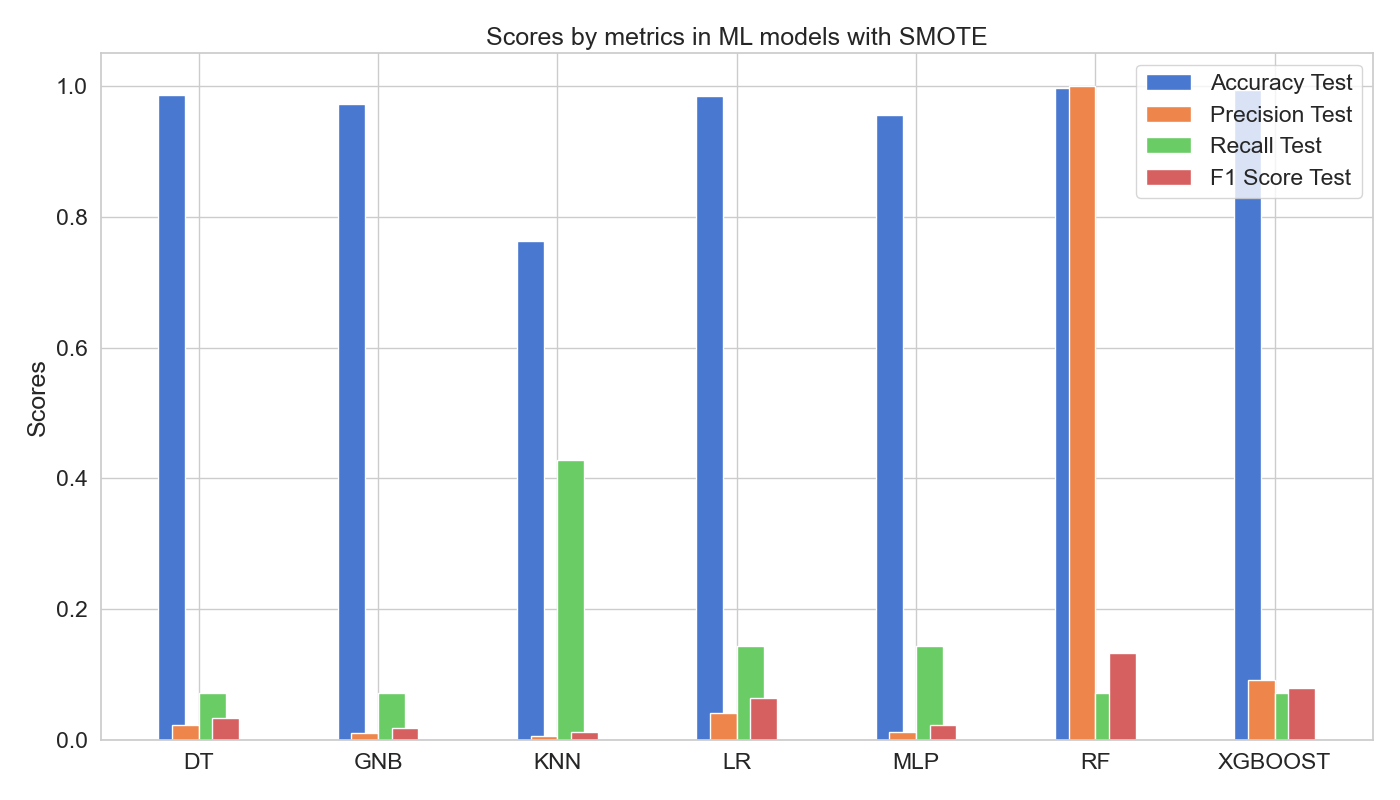 Scores by metrics in ML models with SMOTE
Accuracy Test
Precision Test
Recall Test
F1 Score Test
Scores
1.0
0.8
0.6
0.4
0.2
0.0
DT GNB KNN LR MLP RF XGBOOST